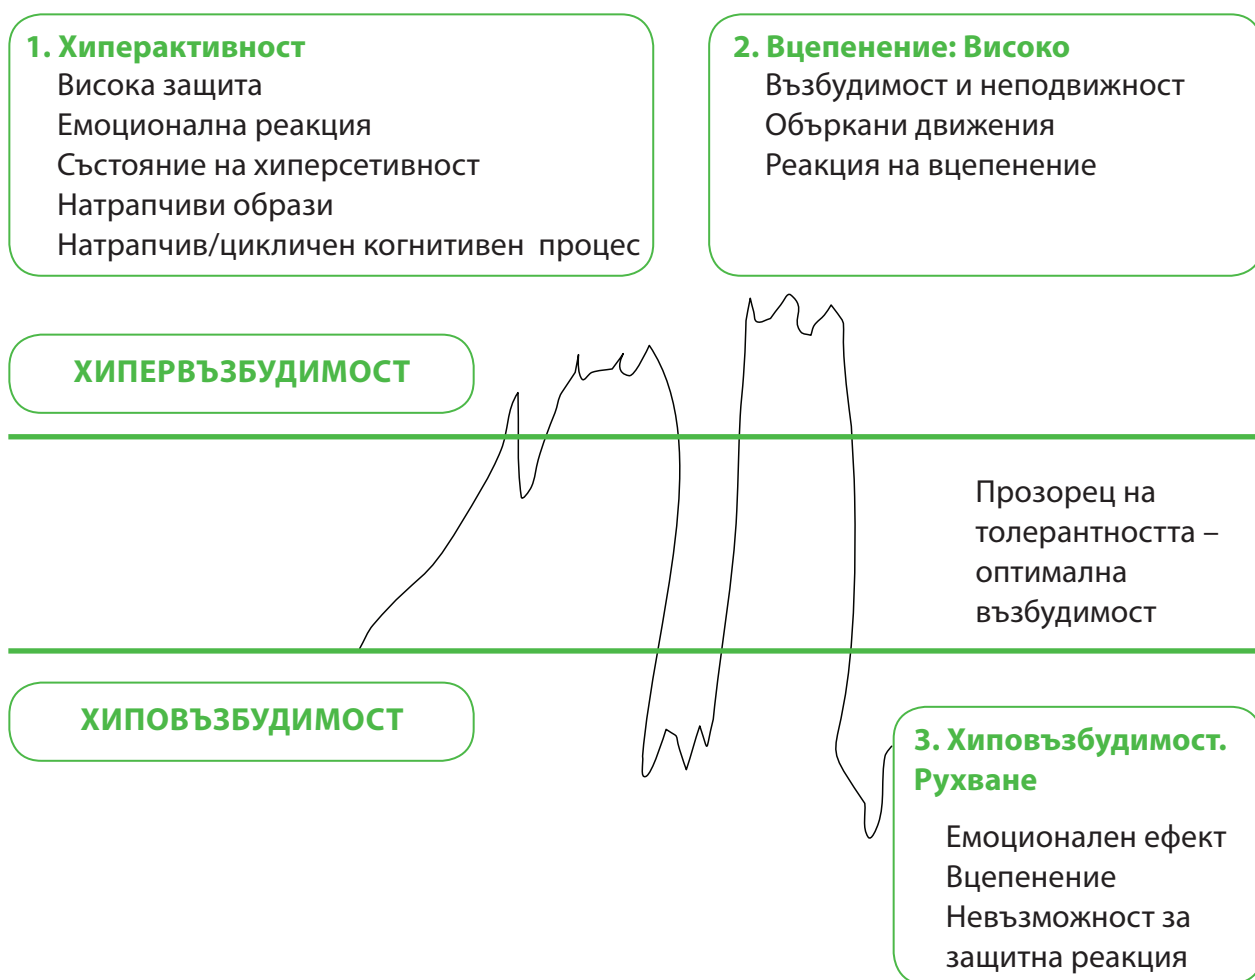 1. Хиперактивност
Висока защита
Емоционална реакция
Състояние на хиперсетивност
Натрапчиви образи
Натрапчив/цикличен когнитивен процес
2. Вцепенение: Високо
Възбудимост и неподвижност
Объркани движения
Реакция на вцепенение
ХИПЕРВЪЗБУДИМОСТ
Прозорец на
толерантността –
оптимална
възбудимост
ХИПОВЪЗБУДИМОСТ
3. Хиповъзбудимост.
Рухване
Емоционален ефект
Вцепенение
Невъзможност за
защитна реакция